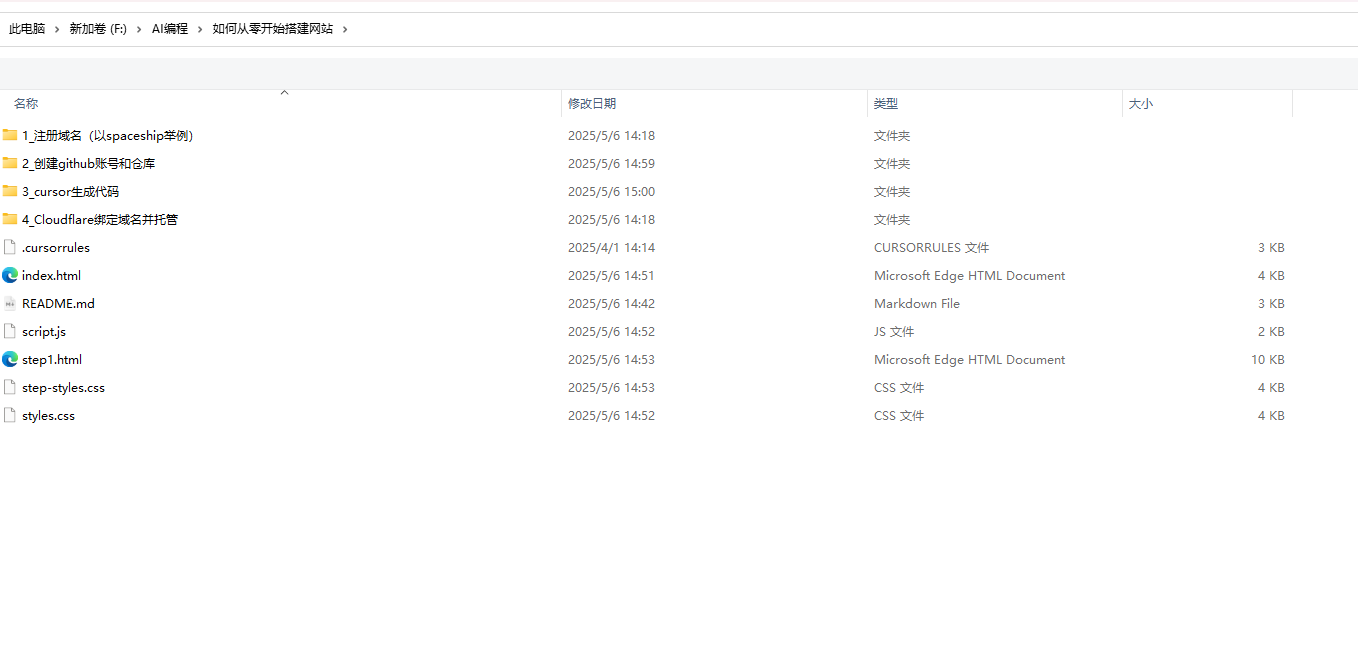 此电脑 › 新加卷 (F:) › AI编程 › 如何从零开始搭建网站 ›
名称 修改日期 类型 大小
1_注册域名（以spaceship举例） 2025/5/6 14:18 文件夹
2_创建github账号和仓库 2025/5/6 14:59 文件夹
3_cursor生成代码 2025/5/6 15:00 文件夹
4_Cloudflare绑定域名并托管 2025/5/6 14:18 文件夹
.cursorrules 2025/4/1 14:14 CURSORRULES 文件 3 KB
index.html 2025/5/6 14:51 Microsoft Edge HTML Document 4 KB
README.md 2025/5/6 14:42 Markdown File 3 KB
script.js 2025/5/6 14:52 JS 文件 2 KB
step1.html 2025/5/6 14:53 Microsoft Edge HTML Document 10 KB
step-styles.css 2025/5/6 14:53 CSS 文件 4 KB
styles.css 2025/5/6 14:52 CSS 文件 4 KB